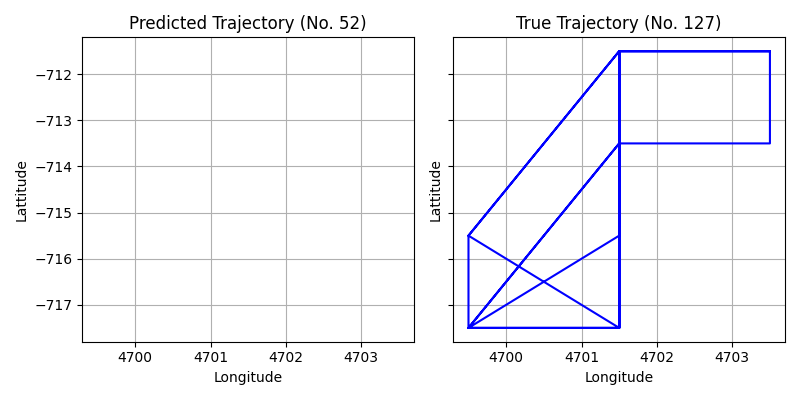 Predicted Trajectory (No. 52)
True Trajectory (No. 127)
Lattitude
−712
−713
−714
−715
−716
−717
4700
4701
4702
4703
Longitude
Lattitude
4700
4701
4702
4703
Longitude